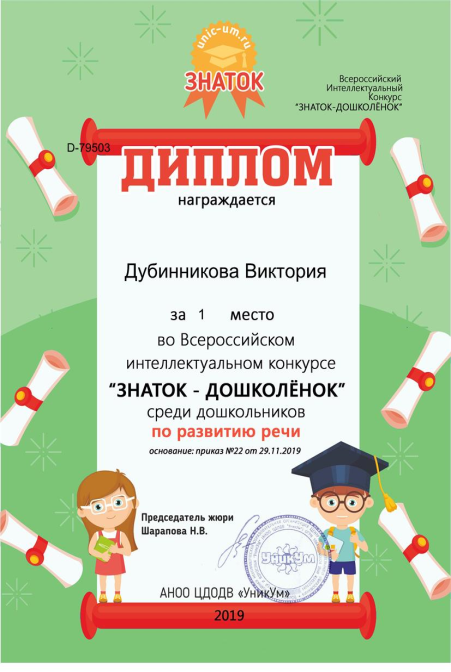 unic-um.ru
ЗНАТОК
Всероссийский
Интеллектуальный
Конкурс
"ЗНАТОК-ДОШКОЛЁНОК"
D-79503
ДИПЛОМ
награждается
Дубинникова Виктория
за 1 место
во Всероссийском
интеллектуальном конкурсе
“ЗНАТОК - ДОШКОЛЁНОК”
среди дошкольников
по развитию речи
основание: приказ №22 от 29.11.2019
Председатель жюри
Шарапова Н.В.
УникУм
АНОО ЦДОДВ «УникУм»
2019